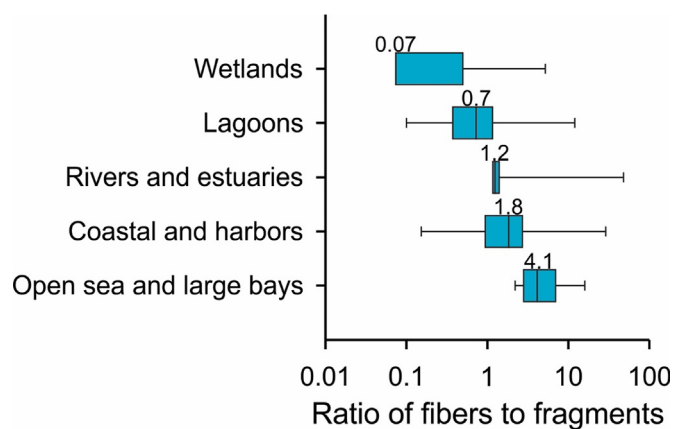 0.07
Wetlands
0.7
Lagoons
1.2
Rivers and estuaries
1.8
Coastal and harbors
4.1
Open sea and large bays
0.01 0.1 1 10 100
Ratio of fibers to fragments